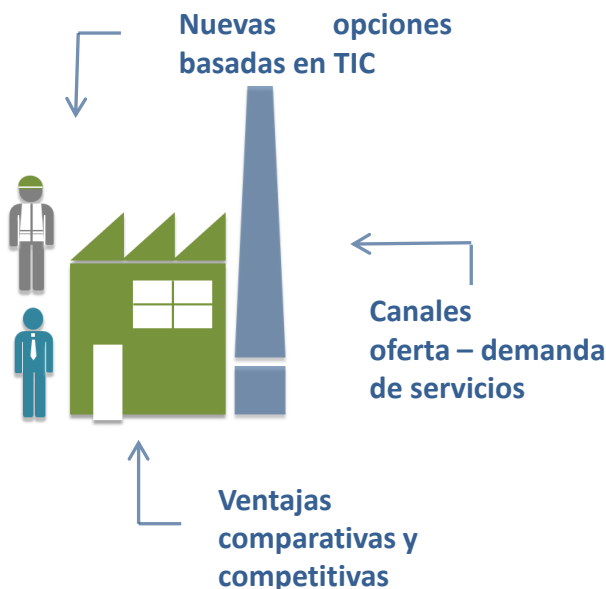 Nuevas opciones
basadas en TIC
Canales
oferta – demanda
de servicios
Ventajas
comparativas y
competitivas